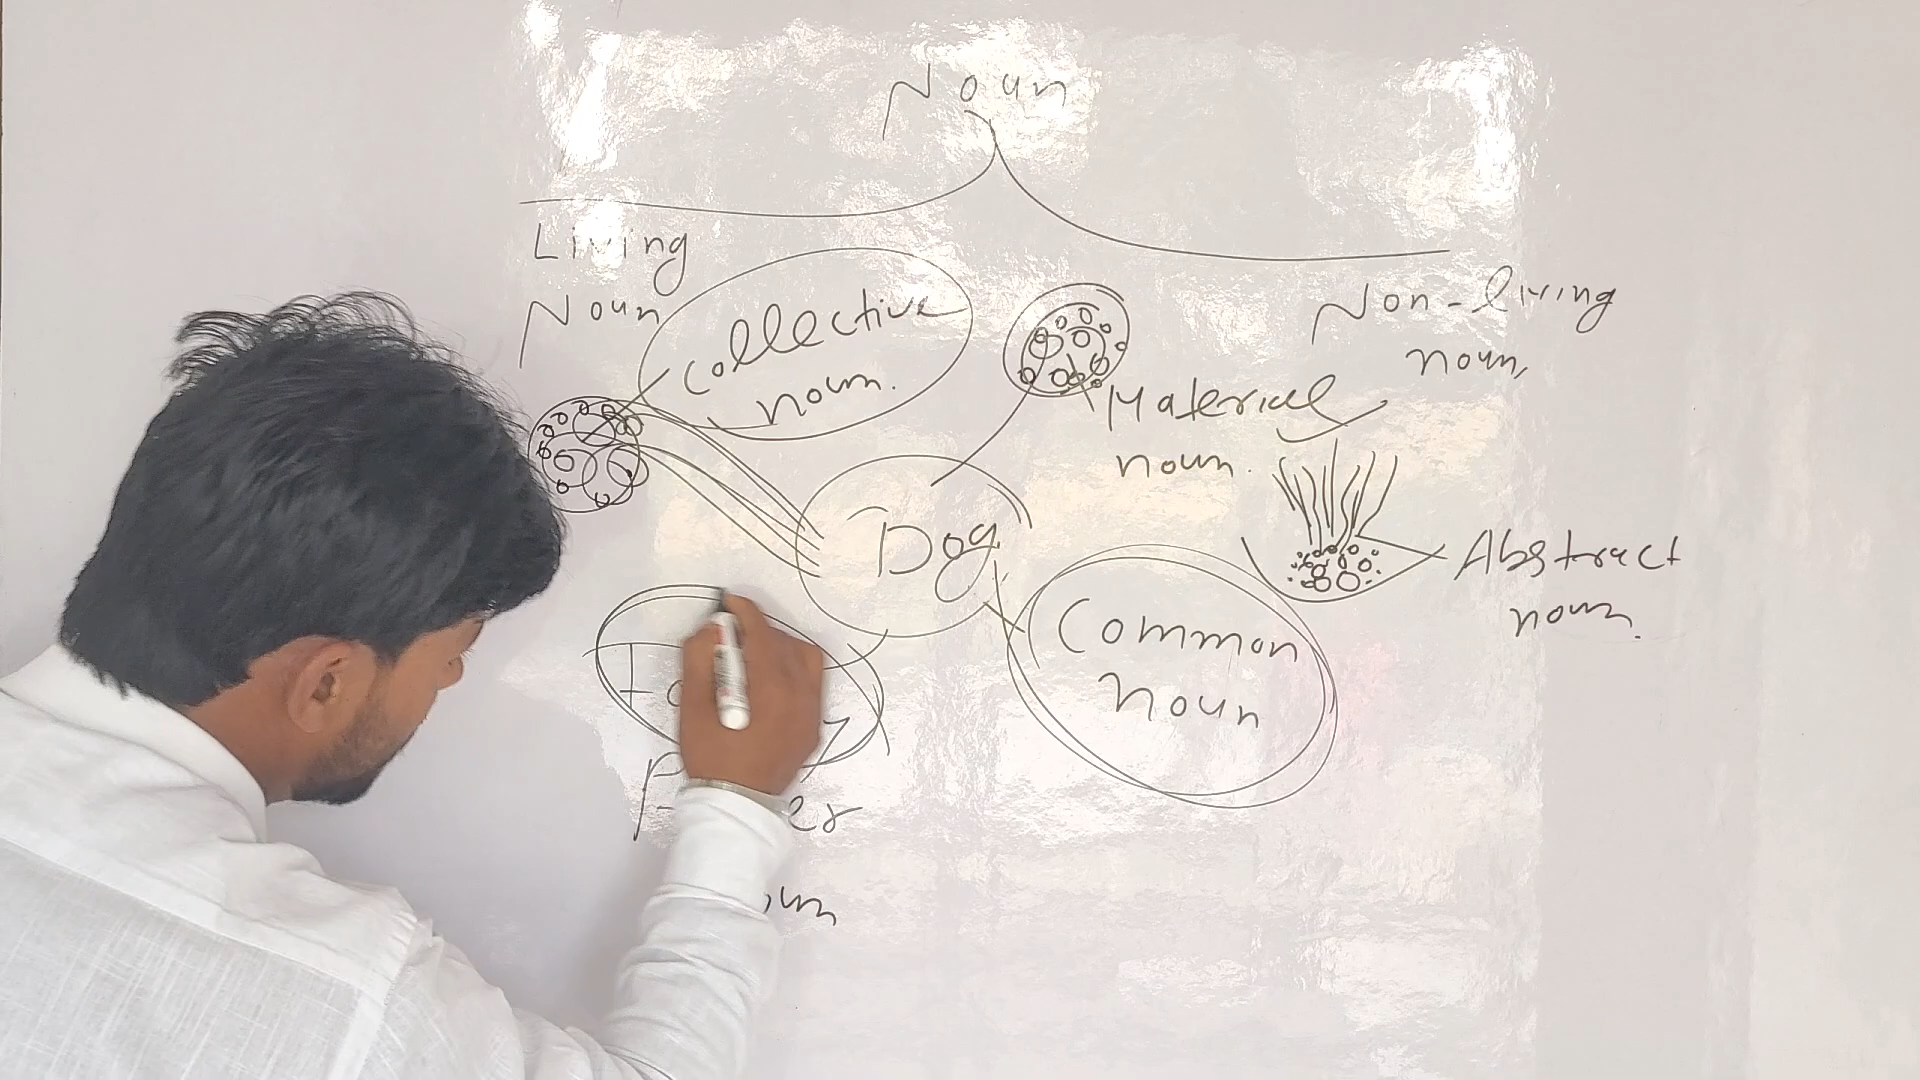 Noun
Living
Noun
Collective
noun.
Non-living
noun,
Material
noun.
Dog
Abstract
noun.
Common
Noun